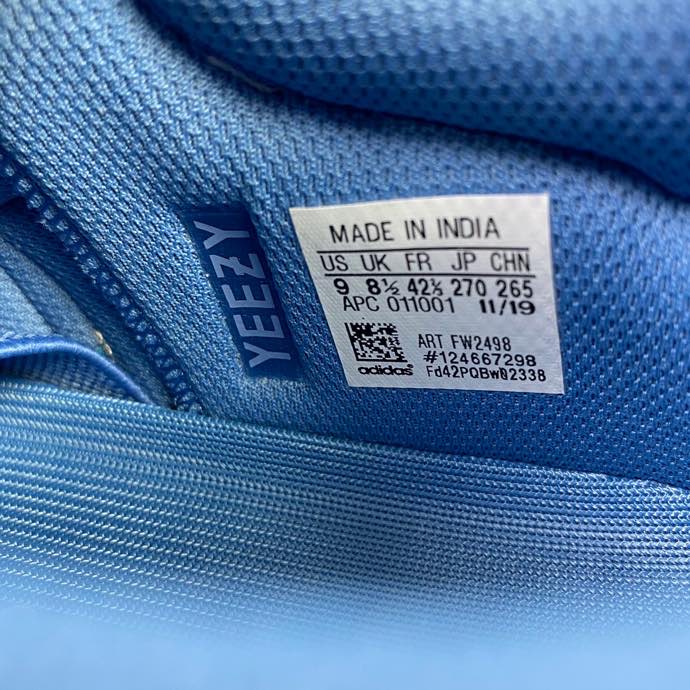 YEEZY
MADE IN INDIA
US UK FR JP CHN
9 8½ 42⅔ 270 265
APC 011001 11/19
ART FW2498
#124667298
adidas
Fd42PQBw02338